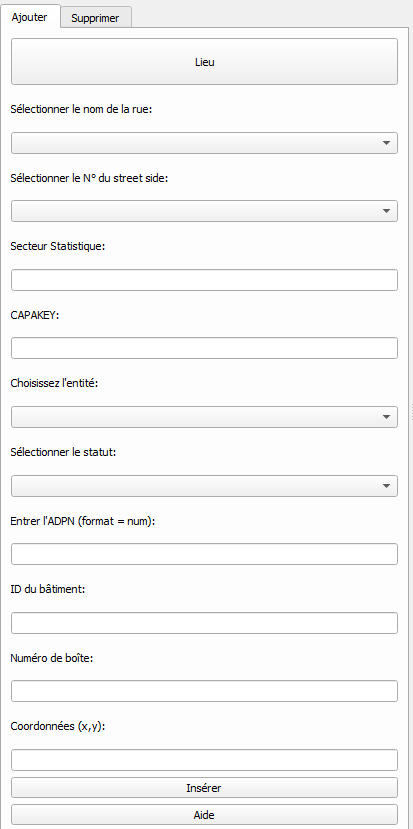 Ajouter Supprimer
Lieu
Sélectionner le nom de la rue:
Sélectionner le N° du street side:
Secteur Statistique:
CAPAKEY:
Choisissez l'entité:
Sélectionner le statut:
Entrer l'ADPN (format = num):
ID du bâtiment:
Numéro de boîte:
Coordonnées (x,y):
Insérer
Aide